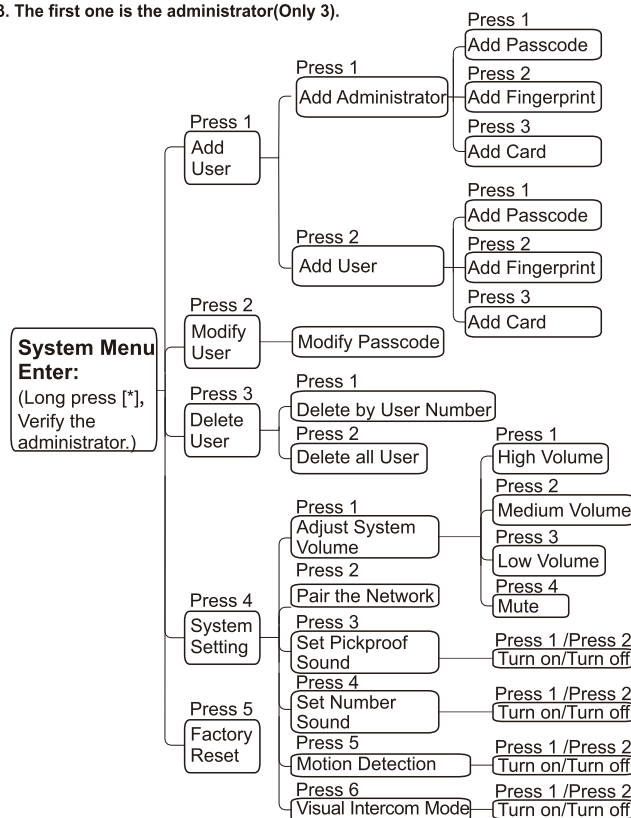 3. The first one is the administrator(Only 3).
System Menu
Enter:
(Long press [*],
Verify the
administrator.)
Press 1
Add
User
Press 1
Add Administrator
Press 1
Add Passcode
Press 2
Add Fingerprint
Press 3
Add Card
Press 2
Add User
Press 1
Add Passcode
Press 2
Add Fingerprint
Press 3
Add Card
Press 2
Modify
User
Modify Passcode
Press 3
Delete
User
Press 1
Delete by User Number
Press 2
Delete all User
Press 4
System
Setting
Press 1
Adjust System
Volume
Press 1
High Volume
Press 2
Medium Volume
Press 3
Low Volume
Press 4
Mute
Press 2
Pair the Network
Press 3
Set Pickproof
Sound
Press 1 /Press 2
Turn on/Turn off
Press 4
Set Number
Sound
Press 1 /Press 2
Turn on/Turn off
Press 5
Motion Detection
Press 1 /Press 2
Turn on/Turn off
Press 6
Visual Intercom Mode
Press 1 /Press 2
Turn on/Turn off
Press 5
Factory
Reset